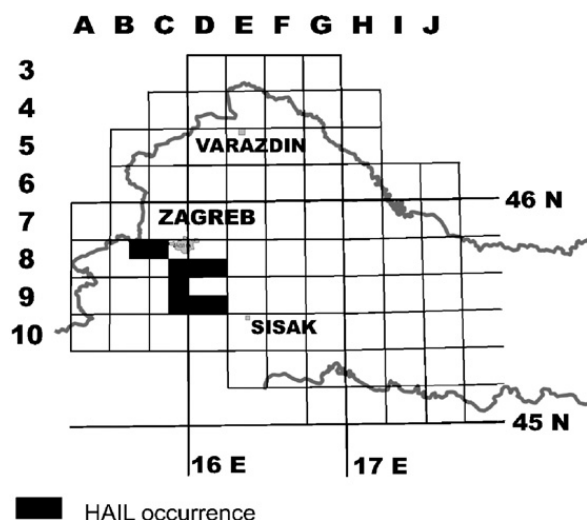 A B C D E F G H I J
3
4
5
VARAZDIN
6
46 N
7
ZAGREB
8
9
10
SISAK
45 N
16 E
17 E
HAIL occurrence